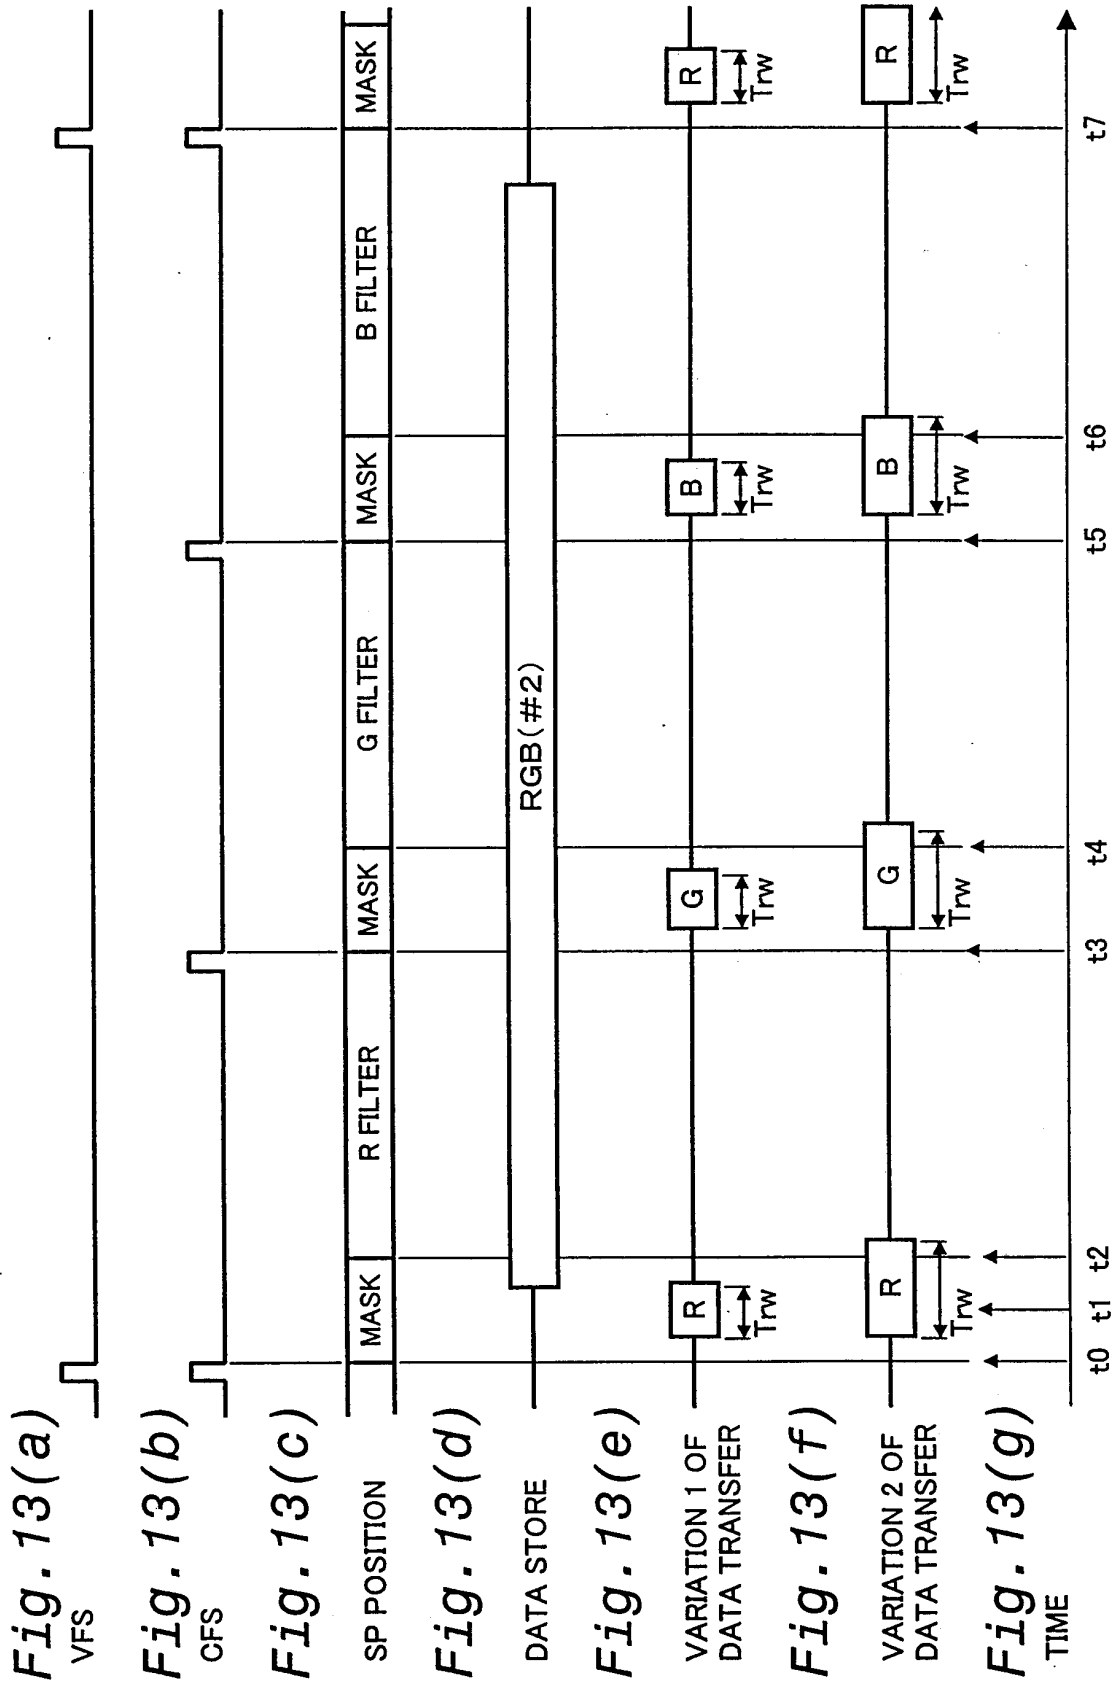 Fig.13(a)
VFS
Fig.13(b)
CFS
Fig.13(c)
SP POSITION
MASK
R FILTER
MASK
G FILTER
MASK
B FILTER
MASK
Fig.13(d)
DATA STORE
RGB(#2)
Fig.13(e)
VARIATION 1 OF
DATA TRANSFER
R
Trw
G
Trw
B
Trw
R
Trw
Fig.13(f)
VARIATION 2 OF
DATA TRANSFER
R
Trw
G
Trw
B
Trw
R
Trw
Fig.13(g)
TIME
t0
t1
t2
t3
t4
t5
t6
t7